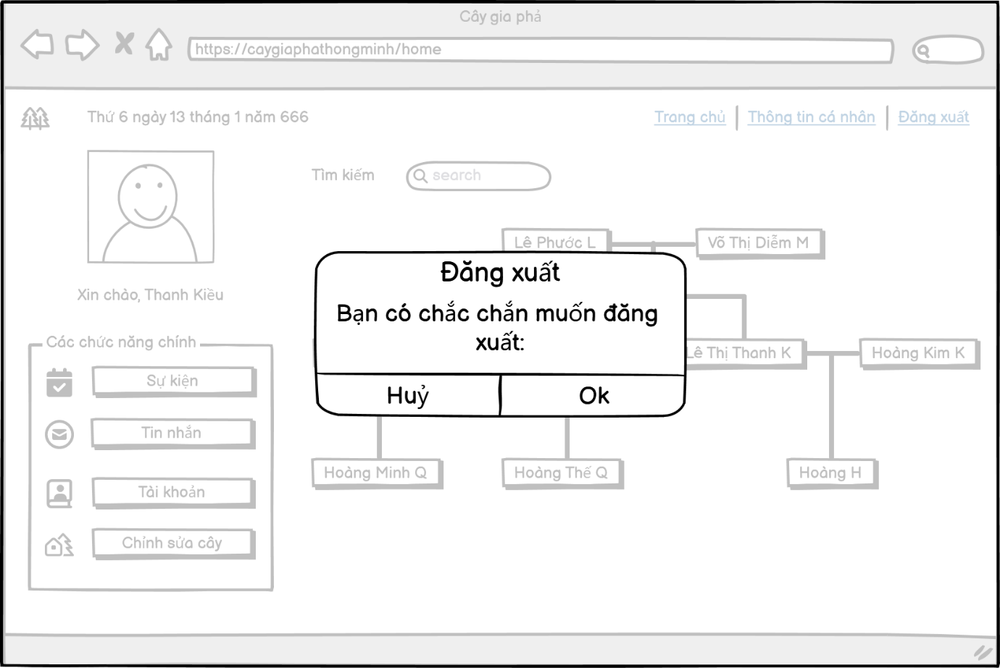 Cây gia phả
https://caygiaphathongminh/home
Thứ 6 ngày 13 tháng 1 năm 666
Trang chủ
Thông tin cá nhân
Đăng xuất
Tìm kiếm
search
Lê Phước L
Võ Thị Diễm M
Xin chào, Thanh Kiều
Đăng xuất
Bạn có chắc chắn muốn đăng
xuất:
Huỷ
Ok
Lê Thị Thanh K
Hoàng Kim K
Các chức năng chính
Sự kiện
Tin nhắn
Tài khoản
Chỉnh sửa cây
Hoàng Minh Q
Hoàng Thế Q
Hoàng H